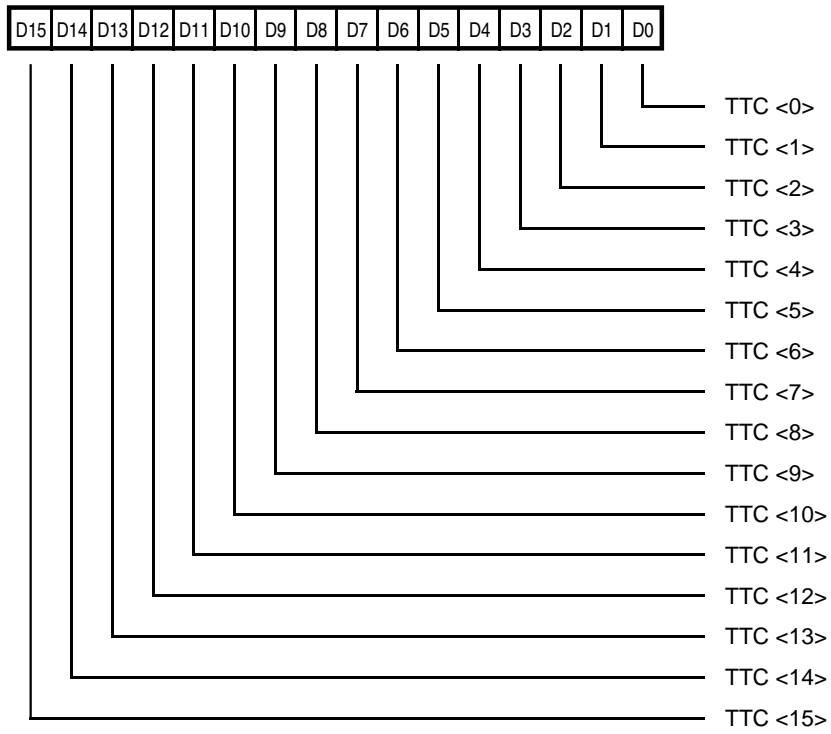 D15 D14 D13 D12 D11 D10 D9 D8 D7 D6 D5 D4 D3 D2 D1 D0
TTC <0>
TTC <1>
TTC <2>
TTC <3>
TTC <4>
TTC <5>
TTC <6>
TTC <7>
TTC <8>
TTC <9>
TTC <10>
TTC <11>
TTC <12>
TTC <13>
TTC <14>
TTC <15>